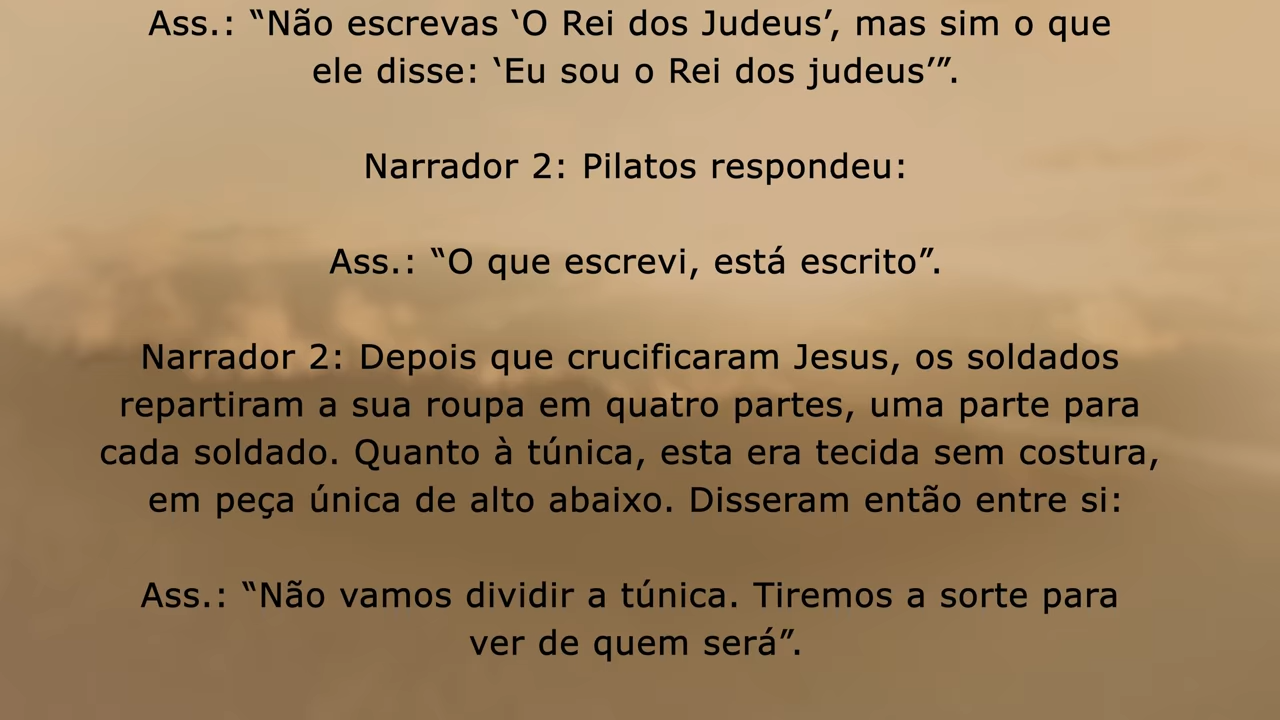 Ass.: “Não escrevas ‘O Rei dos Judeus’, mas sim o que
ele disse: ‘Eu sou o Rei dos judeus’”.
Narrador 2: Pilatos respondeu:
Ass.: “O que escrevi, está escrito”.
Narrador 2: Depois que crucificaram Jesus, os soldados
repartiram a sua roupa em quatro partes, uma parte para
cada soldado. Quanto à túnica, esta era tecida sem costura,
em peça única de alto abaixo. Disseram então entre si:
Ass.: “Não vamos dividir a túnica. Tiremos a sorte para
ver de quem será”.